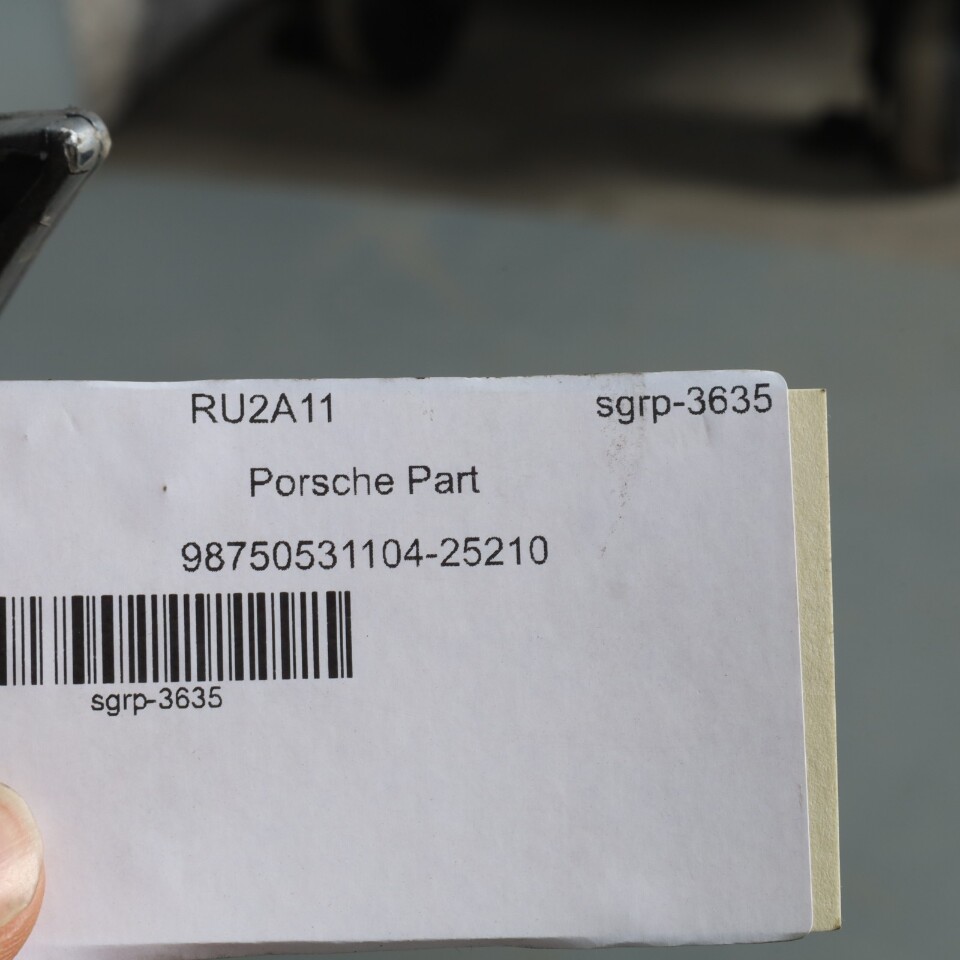 RU2A11 sgrp-3635
Porsche Part
98750531104-25210
sgrp-3635